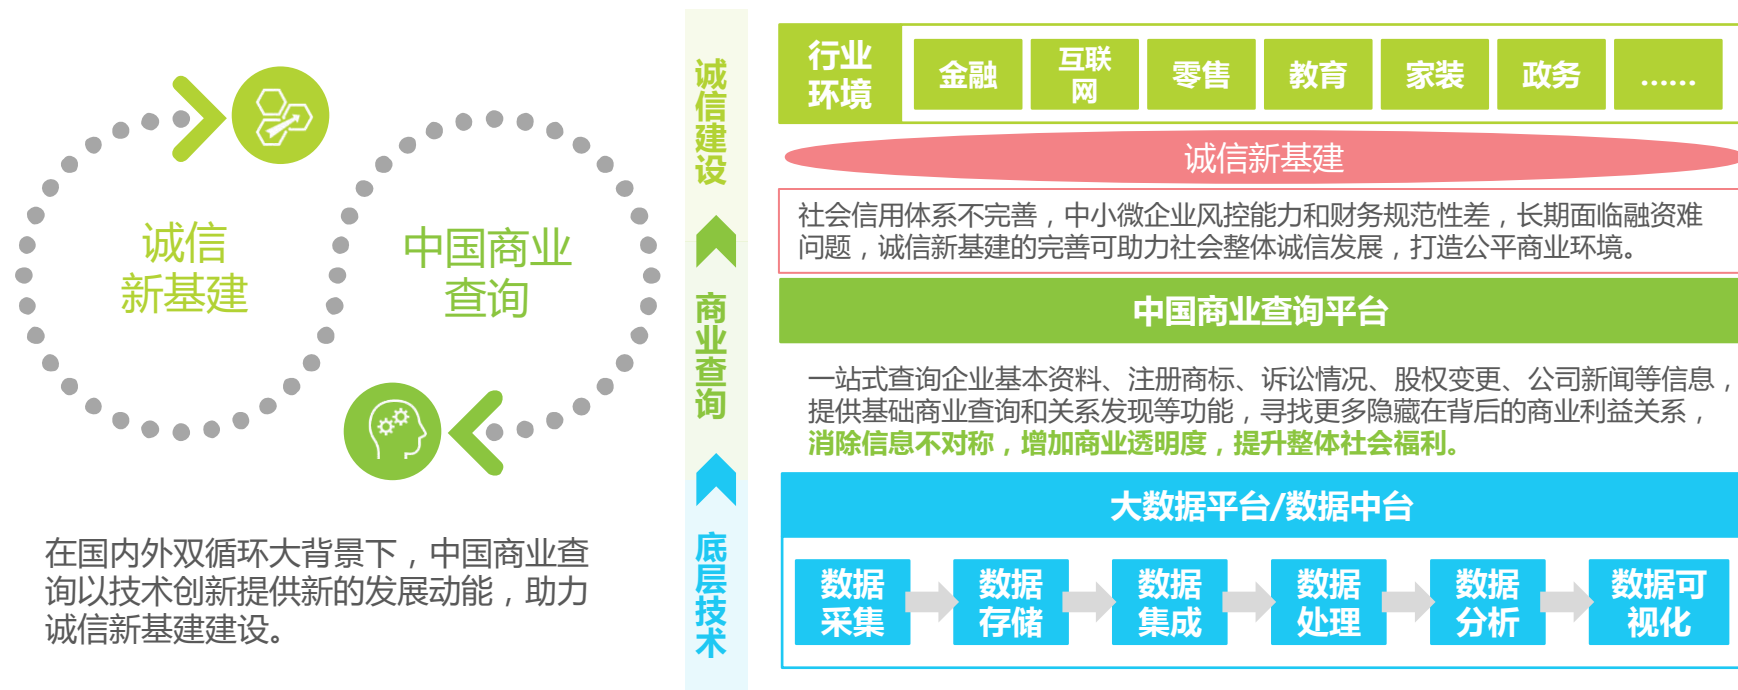 诚信
新基建
中国商业
查询
在国内外双循环大背景下，中国商业查
询以技术创新提供新的发展动能，助力
诚信新基建建设。
诚信建设
商业查询
底层技术
行业
环境
金融
互联
网
零售
教育
家装
政务
......
诚信新基建
社会信用体系不完善，中小微企业风控能力和财务规范性差，长期面临融资难
问题，诚信新基建的完善可助力社会整体诚信发展，打造公平商业环境。
中国商业查询平台
一站式查询企业基本资料、注册商标、诉讼情况、股权变更、公司新闻等信息，
提供基础商业查询和关系发现等功能，寻找更多隐藏在背后的商业利益关系，
消除信息不对称，增加商业透明度，提升整体社会福利。
大数据平台/数据中台
数据
采集
数据
存储
数据
集成
数据
处理
数据
分析
数据可
视化